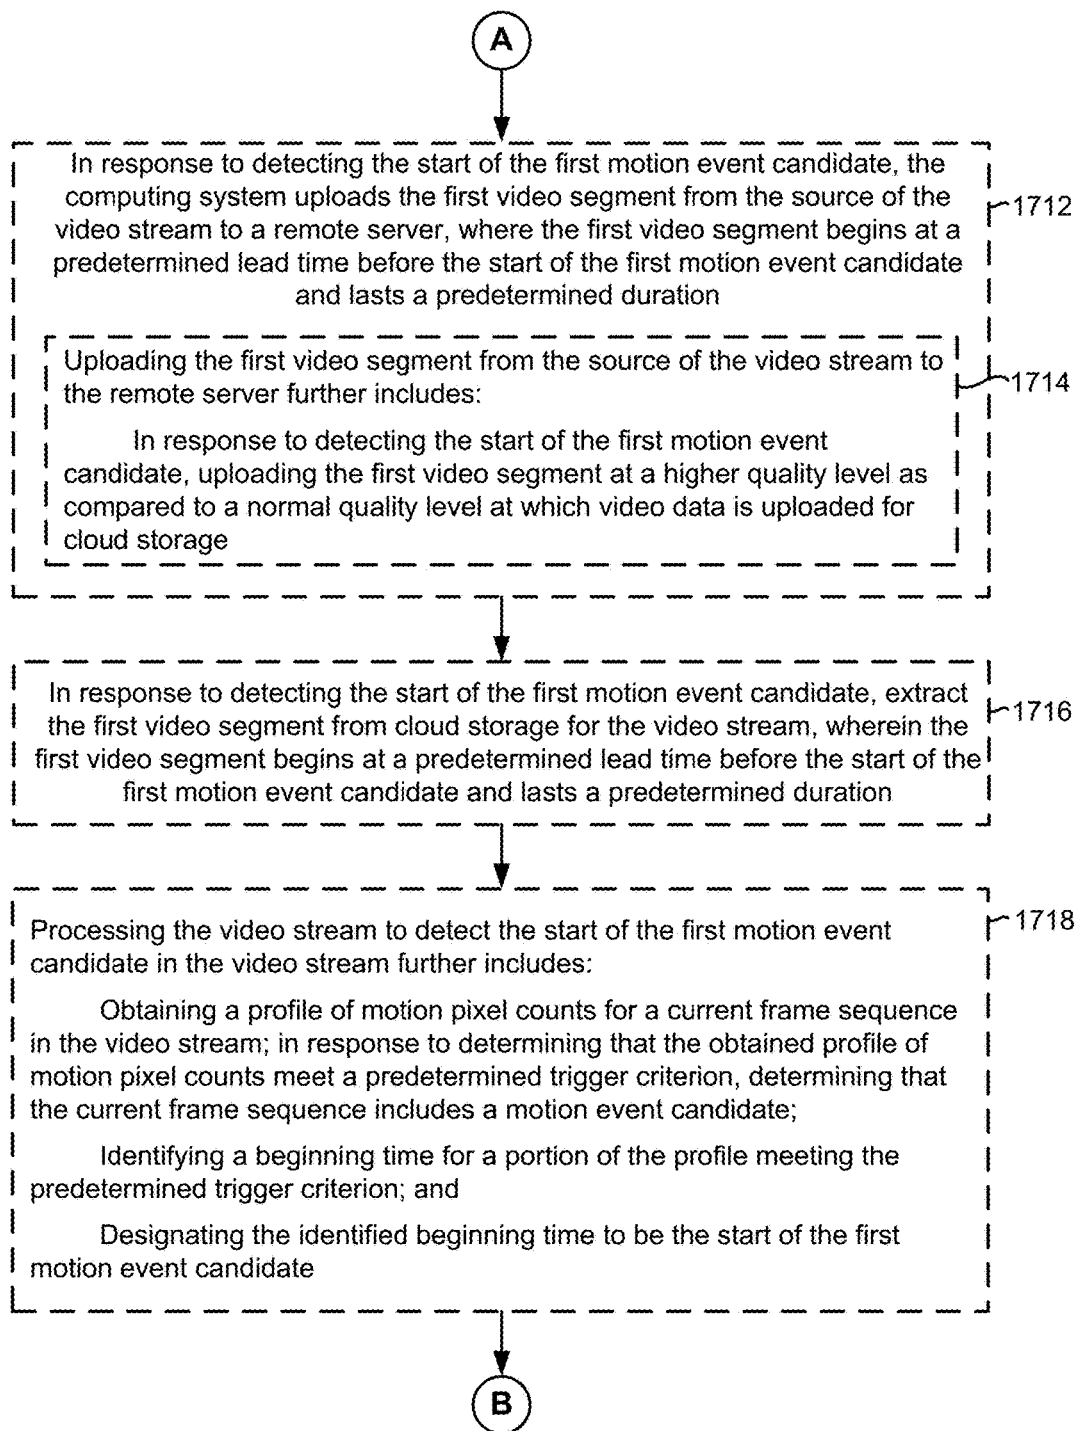 A
In response to detecting the start of the first motion event candidate, the
computing system uploads the first video segment from the source of the
video stream to a remote server, where the first video segment begins at a
predetermined lead time before the start of the first motion event candidate
and lasts a predetermined duration
1712
Uploading the first video segment from the source of the video stream to
the remote server further includes:
1714
In response to detecting the start of the first motion event
candidate, uploading the first video segment at a higher quality level as
compared to a normal quality level at which video data is uploaded for
cloud storage
In response to detecting the start of the first motion event candidate, extract
the first video segment from cloud storage for the video stream, wherein the
first video segment begins at a predetermined lead time before the start of the
first motion event candidate and lasts a predetermined duration
1716
Processing the video stream to detect the start of the first motion event
candidate in the video stream further includes:
1718
Obtaining a profile of motion pixel counts for a current frame sequence
in the video stream; in response to determining that the obtained profile of
motion pixel counts meet a predetermined trigger criterion, determining that
the current frame sequence includes a motion event candidate;
Identifying a beginning time for a portion of the profile meeting the
predetermined trigger criterion; and
Designating the identified beginning time to be the start of the first
motion event candidate
B